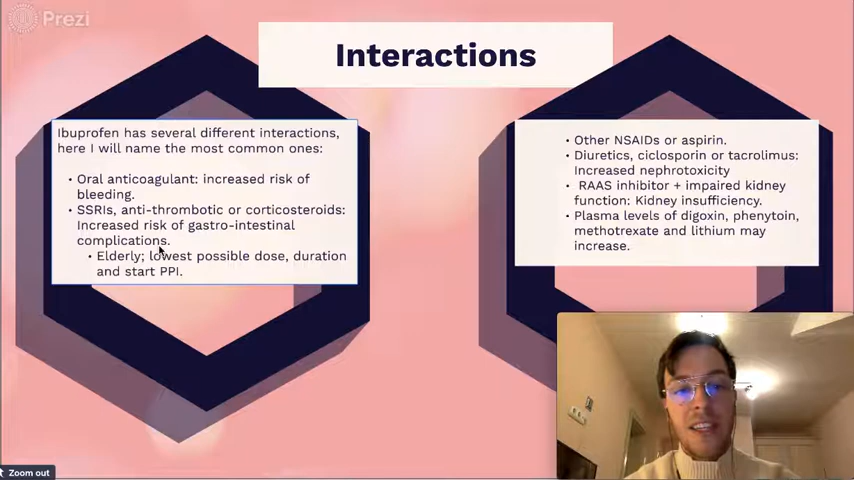 Prezi
Interactions
Ibuprofen has several different interactions,
here I will name the most common ones:
• Oral anticoagulant: increased risk of
bleeding.
• SSRIs, anti-thrombotic or corticosteroids:
Increased risk of gastro-intestinal
complications.
• Elderly; lowest possible dose, duration
and start PPI.
• Other NSAIDs or aspirin.
• Diuretics, ciclosporin or tacrolimus:
Increased nephrotoxicity
• RAAS inhibitor + impaired kidney
function: Kidney insufficiency.
• Plasma levels of digoxin, phenytoin,
methotrexate and lithium may
increase.
Zoom out